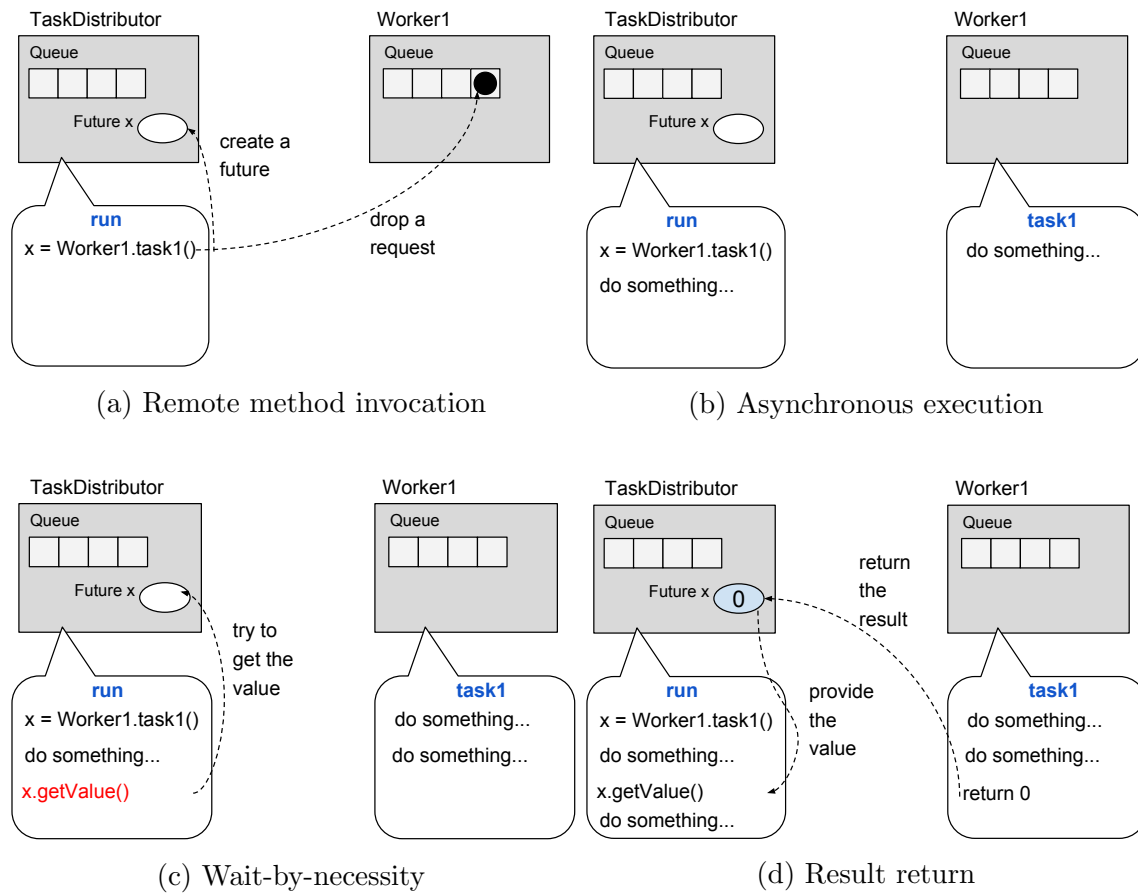 TaskDistributor
Queue
Future x
create a
future
run
x = Worker1.task1()
Worker1
Queue
drop a
request
(a) Remote method invocation
TaskDistributor
Queue
Future x
run
x = Worker1.task1()
do something...
Worker1
Queue
task1
do something...
(b) Asynchronous execution
TaskDistributor
Queue
Future x
try to
get the
value
run
x = Worker1.task1()
do something...
x.getValue()
Worker1
Queue
task1
do something...
do something...
(c) Wait-by-necessity
TaskDistributor
Queue
Future x
0
return
the
result
provide
the
value
run
x = Worker1.task1()
do something...
x.getValue()
do something...
Worker1
Queue
task1
do something...
do something...
return 0
(d) Result return